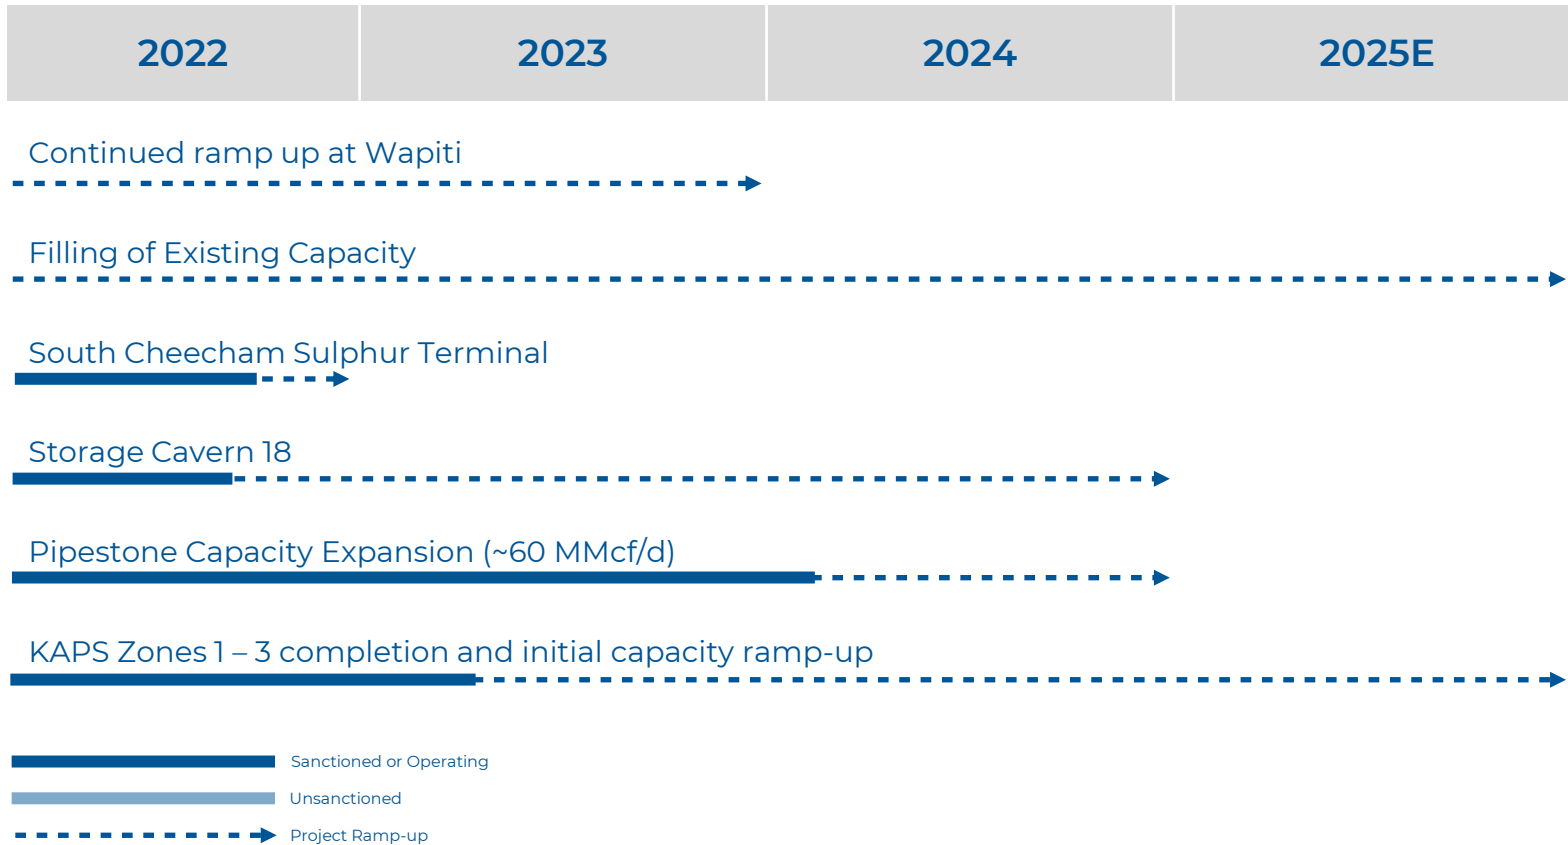 2022 2023 2024 2025E
Continued ramp up at Wapiti
Filling of Existing Capacity
South Cheecham Sulphur Terminal
Storage Cavern 18
Pipestone Capacity Expansion (~60 MMcf/d)
KAPS Zones 1 – 3 completion and initial capacity ramp-up
Sanctioned or Operating
Unsanctioned
Project Ramp-up